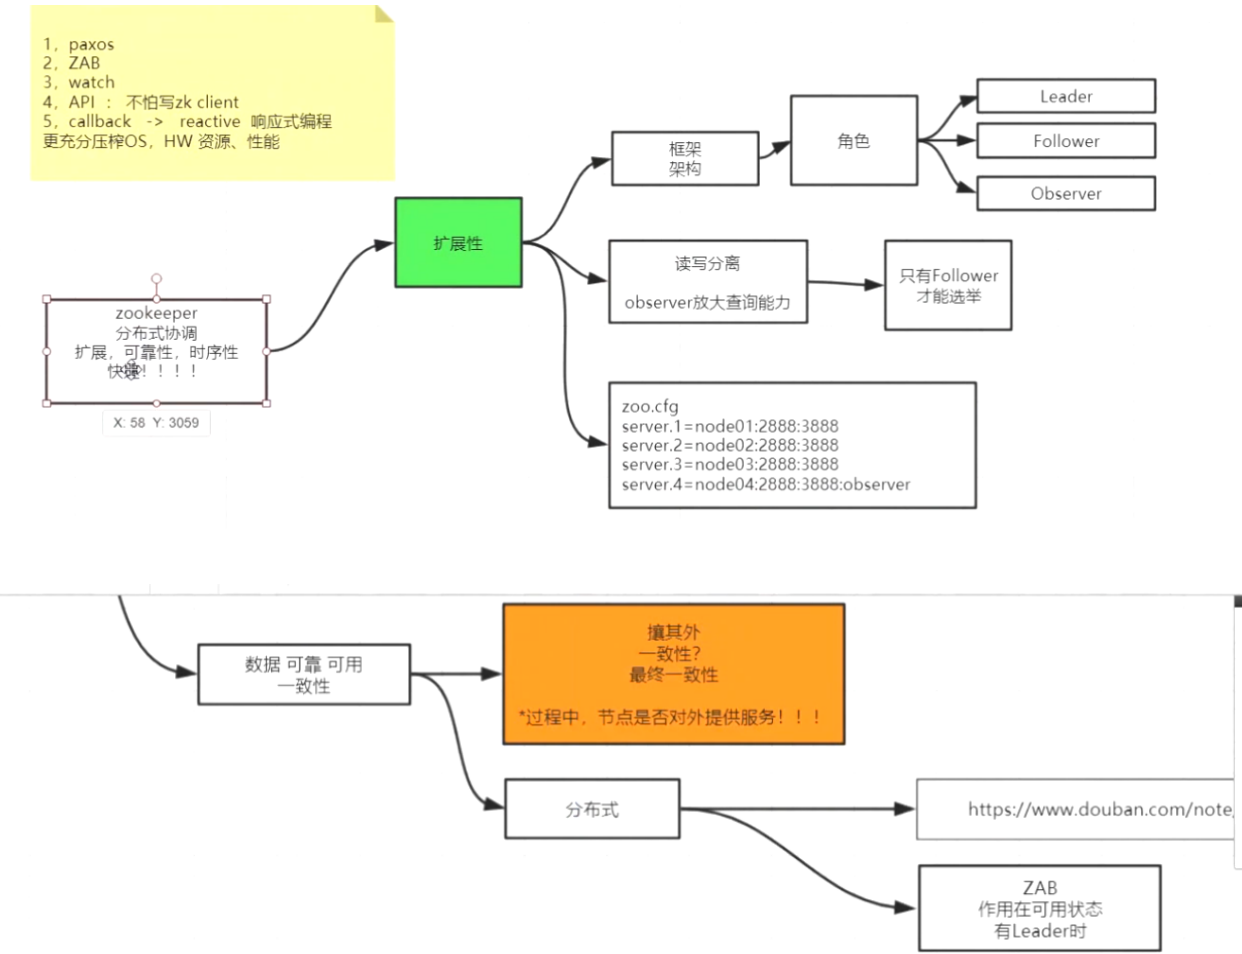 1，paxos
2，ZAB
3，watch
4，API ： 不怕写zk client
5，callback -> reactive 响应式编程
更充分压榨OS，HW 资源、性能
zookeeper
分布式协调
扩展，可靠性，时序性
快速！！！！
X: 58 Y: 3059
扩展性
框架
架构
角色
Leader
Follower
Observer
读写分离
observer放大查询能力
只有Follower
才能选举
zoo.cfg
server.1=node01:2888:3888
server.2=node02:2888:3888
server.3=node03:2888:3888
server.4=node04:2888:3888:observer
数据 可靠 可用
一致性
攘其外
一致性?
最终一致性
*过程中，节点是否对外提供服务！！！
分布式
https://www.douban.com/note/
ZAB
作用在可用状态
有Leader时